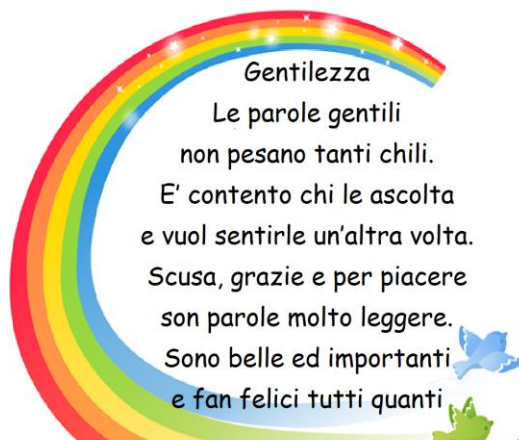 Gentilezza
Le parole gentili
non pesano tanti chili.
E' contento chi le ascolta
e vuol sentirle un'altra volta.
Scusa, grazie e per piacere
son parole molto leggere.
Sono belle ed importanti
e fan felici tutti quanti